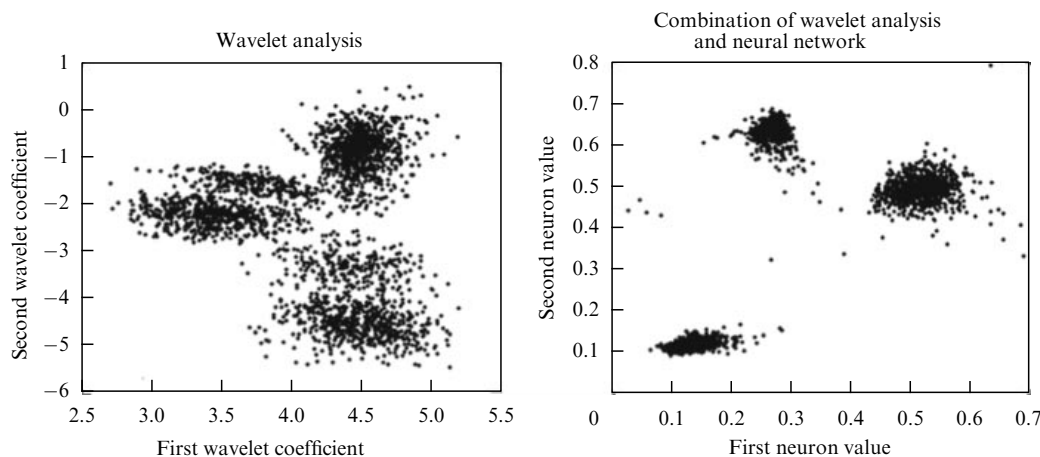 Wavelet analysis
Second wavelet coefficient
1
0
−1
−2
−3
−4
−5
−6
2.5 3.0 3.5 4.0 4.5 5.0 5.5
First wavelet coefficient
Combination of wavelet analysis
and neural network
Second neuron value
0.8
0.7
0.6
0.5
0.4
0.3
0.2
0.1
0 0.1 0.2 0.3 0.4 0.5 0.6 0.7
First neuron value